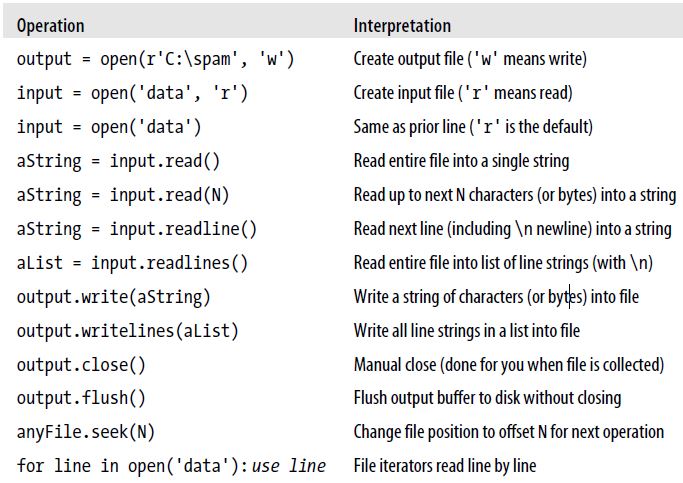 Operation Interpretation
output = open(r'C:\spam', 'w') Create output file ('w' means write)
input = open('data', 'r') Create input file ('r' means read)
input = open('data') Same as prior line ('r' is the default)
aString = input.read() Read entire file into a single string
aString = input.read(N) Read up to next N characters (or bytes) into a string
aString = input.readline() Read next line (including \n newline) into a string
aList = input.readlines() Read entire file into list of line strings (with \n)
output.write(aString) Write a string of characters (or bytes) into file
output.writelines(aList) Write all line strings in a list into file
output.close() Manual close (done for you when file is collected)
output.flush() Flush output buffer to disk without closing
anyFile.seek(N) Change file position to offset N for next operation
for line in open('data'): use line File iterators read line by line